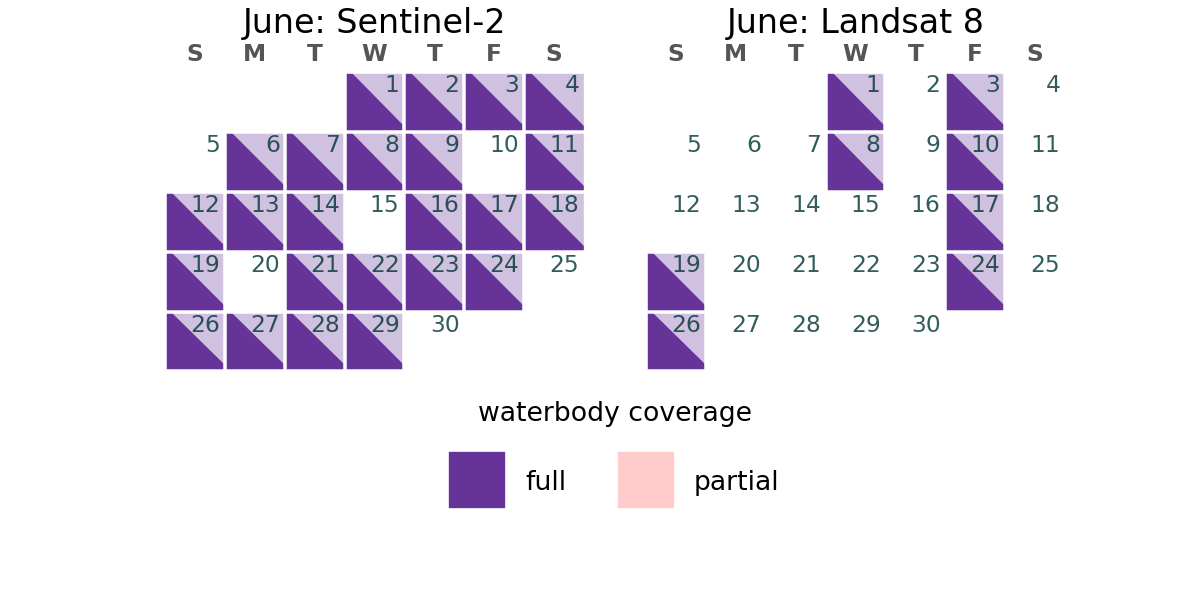 June: Sentinel-2
S M T W T F S
1 2 3 4
5 6 7 8 9 10 11
12 13 14 15 16 17 18
19 20 21 22 23 24 25
26 27 28 29 30
June: Landsat 8
S M T W T F S
1 2 3 4
5 6 7 8 9 10 11
12 13 14 15 16 17 18
19 20 21 22 23 24 25
26 27 28 29 30
waterbody coverage
full
partial